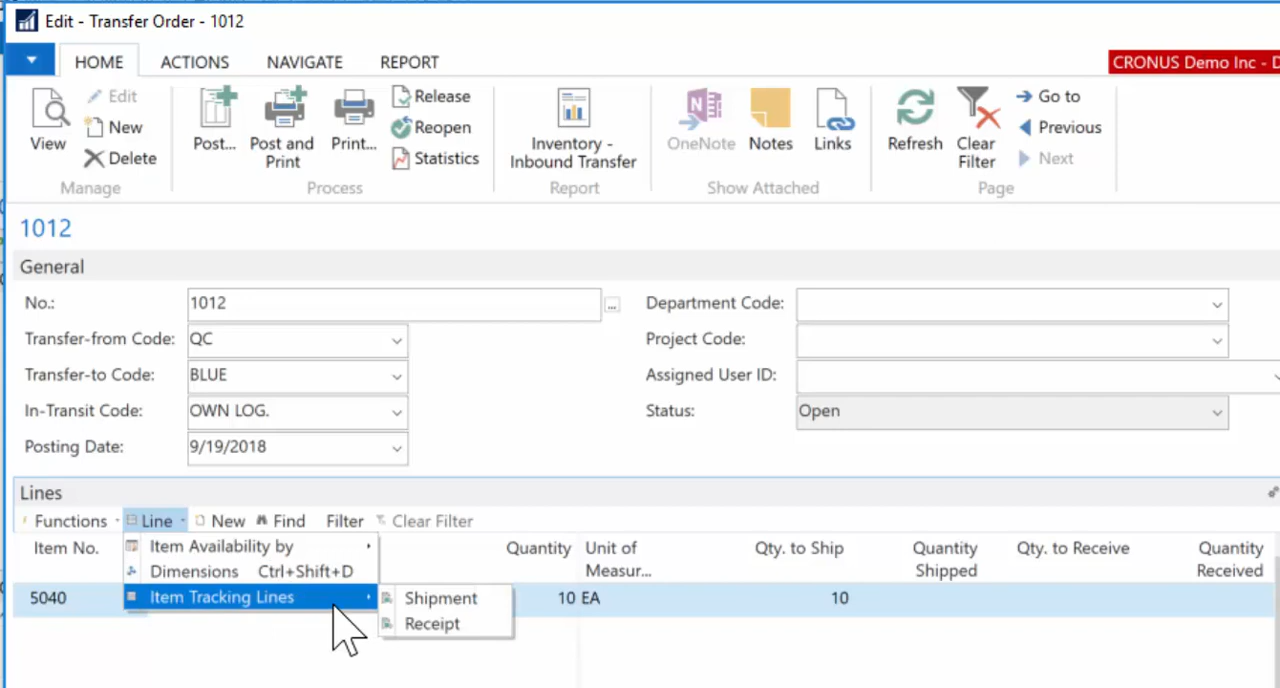 Edit - Transfer Order - 1012
HOME ACTIONS NAVIGATE REPORT CRONUS Demo Inc - D
View
Edit
New
Delete
Manage
Post...
Post and
Print
Print...
Release
Reopen
Statistics
Process
Inventory -
Inbound Transfer
Report
OneNote
Notes
Links
Show Attached
Refresh
Clear
Filter
Go to
Previous
Next
Page
1012
General
No.: 1012 ... Department Code:
Transfer-from Code: QC Project Code:
Transfer-to Code: BLUE Assigned User ID:
In-Transit Code: OWN LOG. Status: Open
Posting Date: 9/19/2018
Lines
Functions Line New Find Filter Clear Filter
Item No. Quantity Unit of
Measur... Qty. to Ship Quantity
Shipped Qty. to Receive Quantity
Received
Item Availability by
Dimensions Ctrl+Shift+D
Item Tracking Lines
5040 10 EA 10
Shipment
Receipt